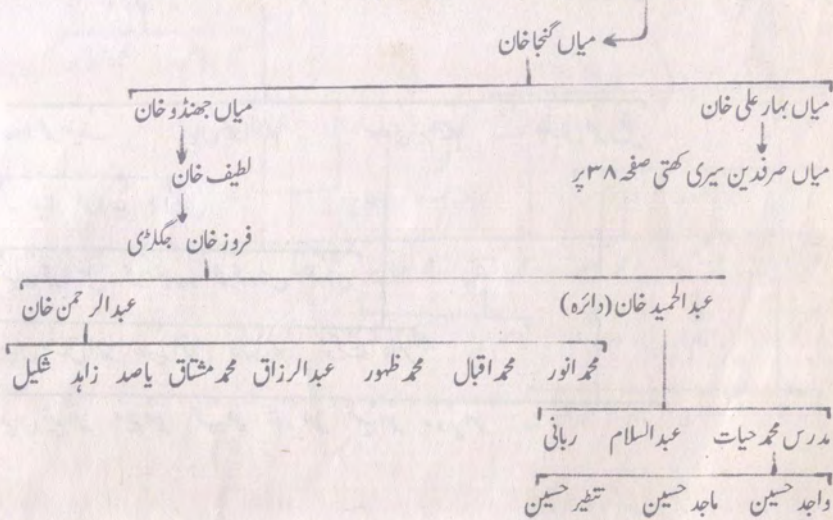 میاں گنجا خان
میاں بہار علی خان میاں جھنڈو خان
میاں صرفدین سیری کھتی صفحہ ۳۸ پر لطیف خان
فروز خان جگلڑی
عبدالحمید خان (دائرہ) عبدالرحمن خان
محمد انور محمد اقبال محمد ظہور عبدالرزاق محمد مشتاق یاصد زاہد شکیل
مدرس محمد حیات عبدالسلام ربانی
واجد حسین ماجد حسین تنظیر حسین